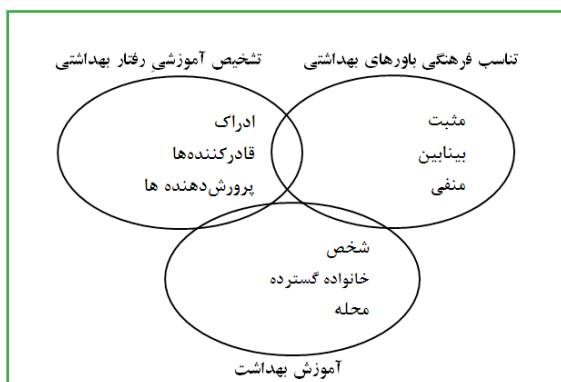 تناسب فرهنگی باورهای بهداشتی
تشخیص آموزشیِ رفتار بهداشتی
مثبت
بینابین
منفی
ادراک
قادرکننده‌ها
پرورش‌دهنده ها
شخص
خانواده گسترده
محله
آموزش بهداشت